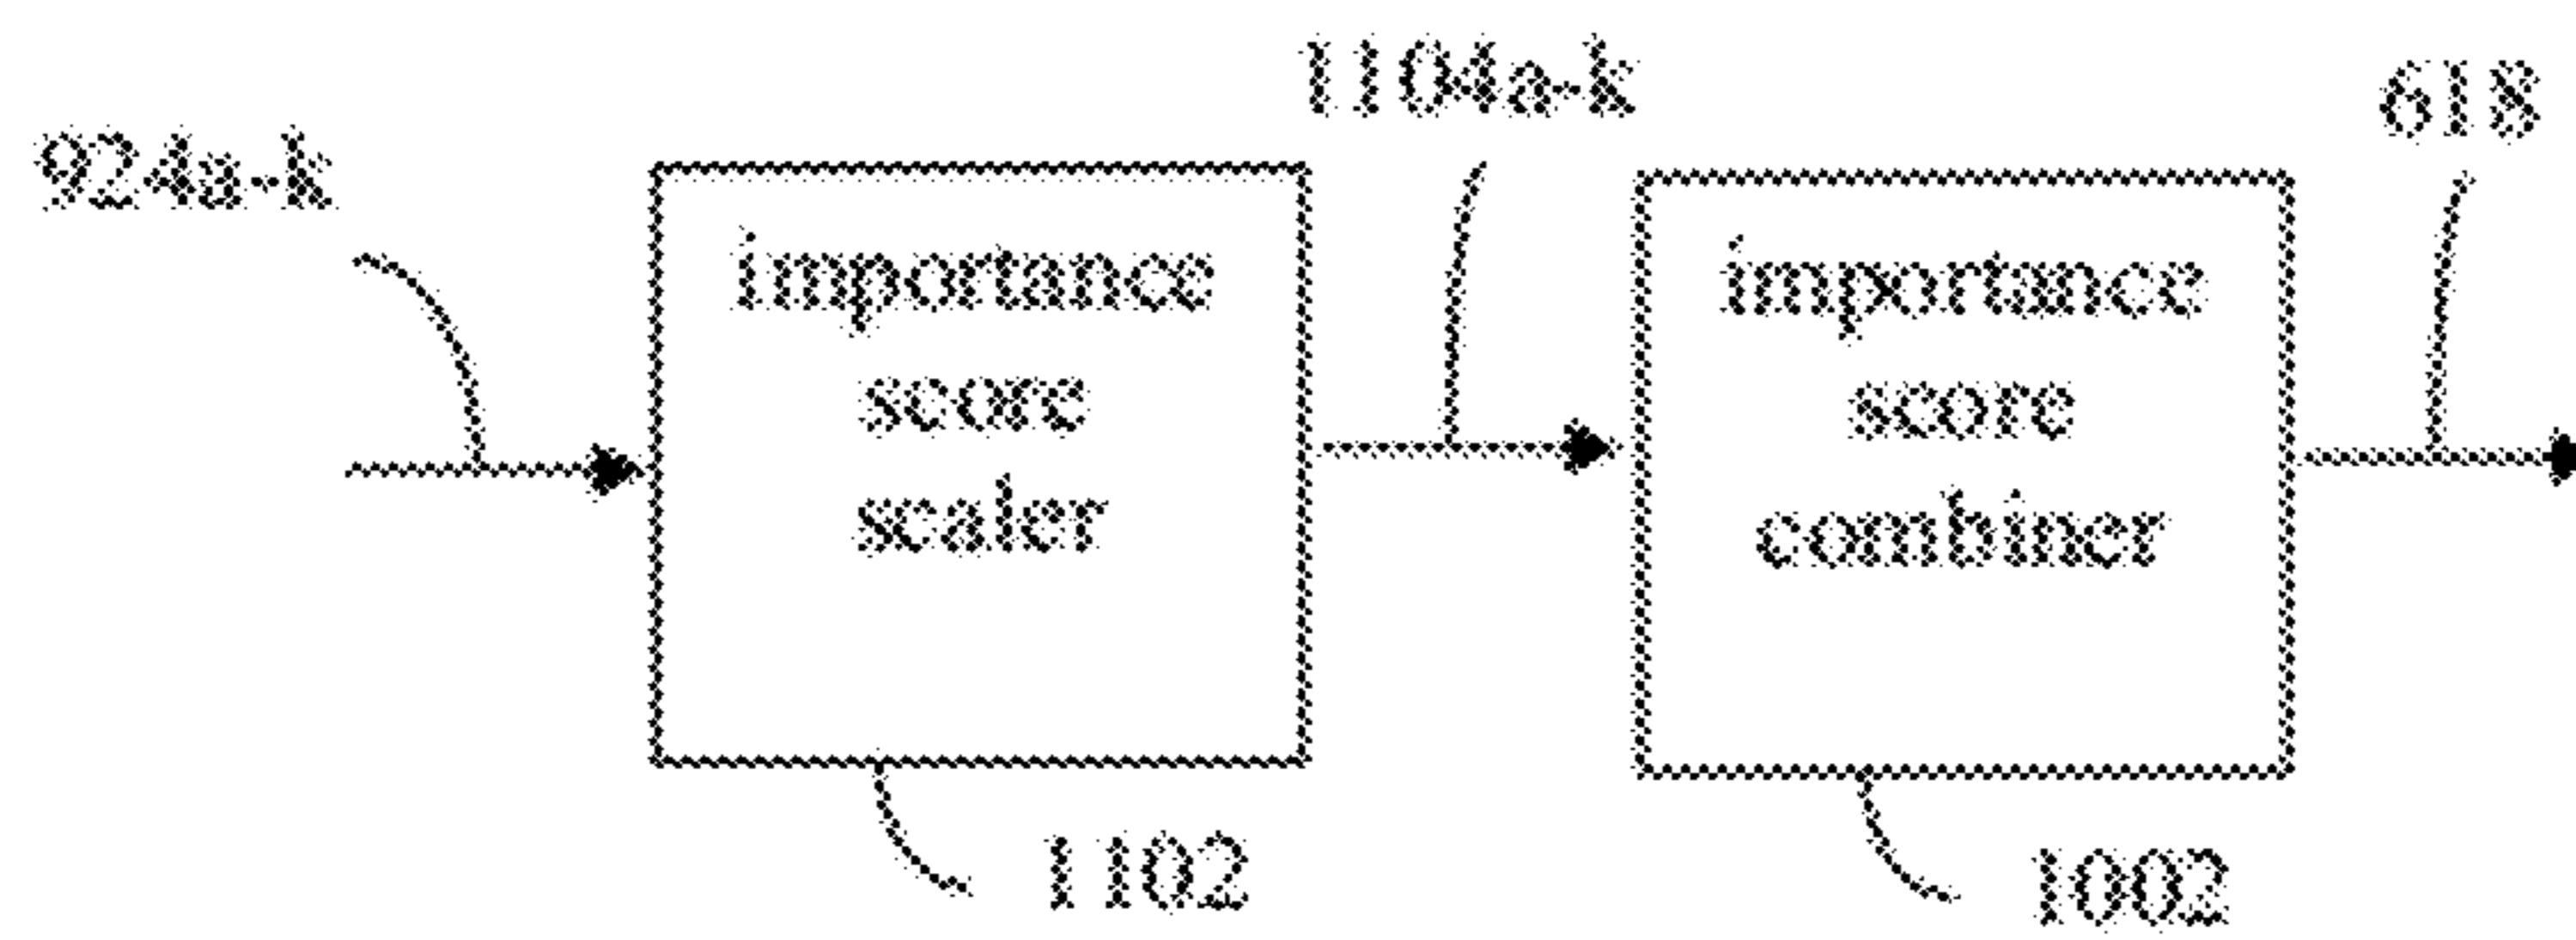 924a-k
importance
score
scaler
1102
1104a-k
importance
score
combiner
1002
618